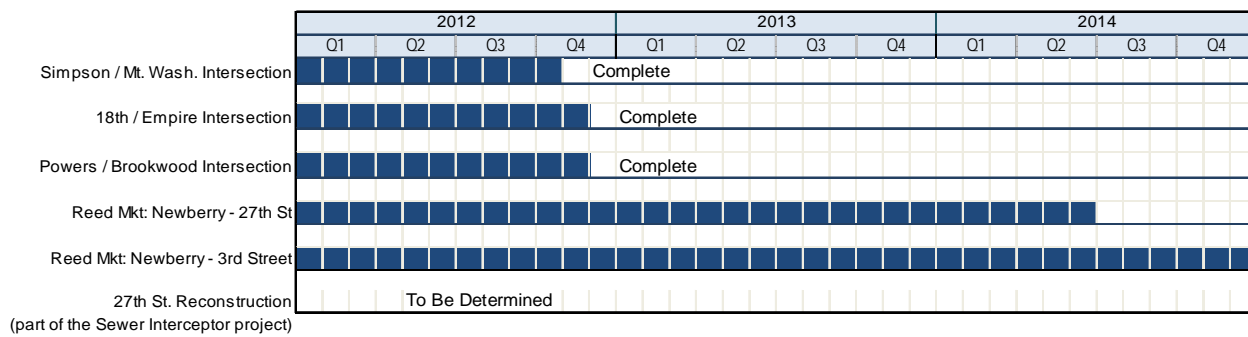 2012 2013 2014
Q1 Q2 Q3 Q4 Q1 Q2 Q3 Q4 Q1 Q2 Q3 Q4
Simpson / Mt. Wash. Intersection Complete
18th / Empire Intersection Complete
Powers / Brookwood Intersection Complete
Reed Mkt: Newberry - 27th St
Reed Mkt: Newberry - 3rd Street
27th St. Reconstruction To Be Determined
(part of the Sewer Interceptor project)